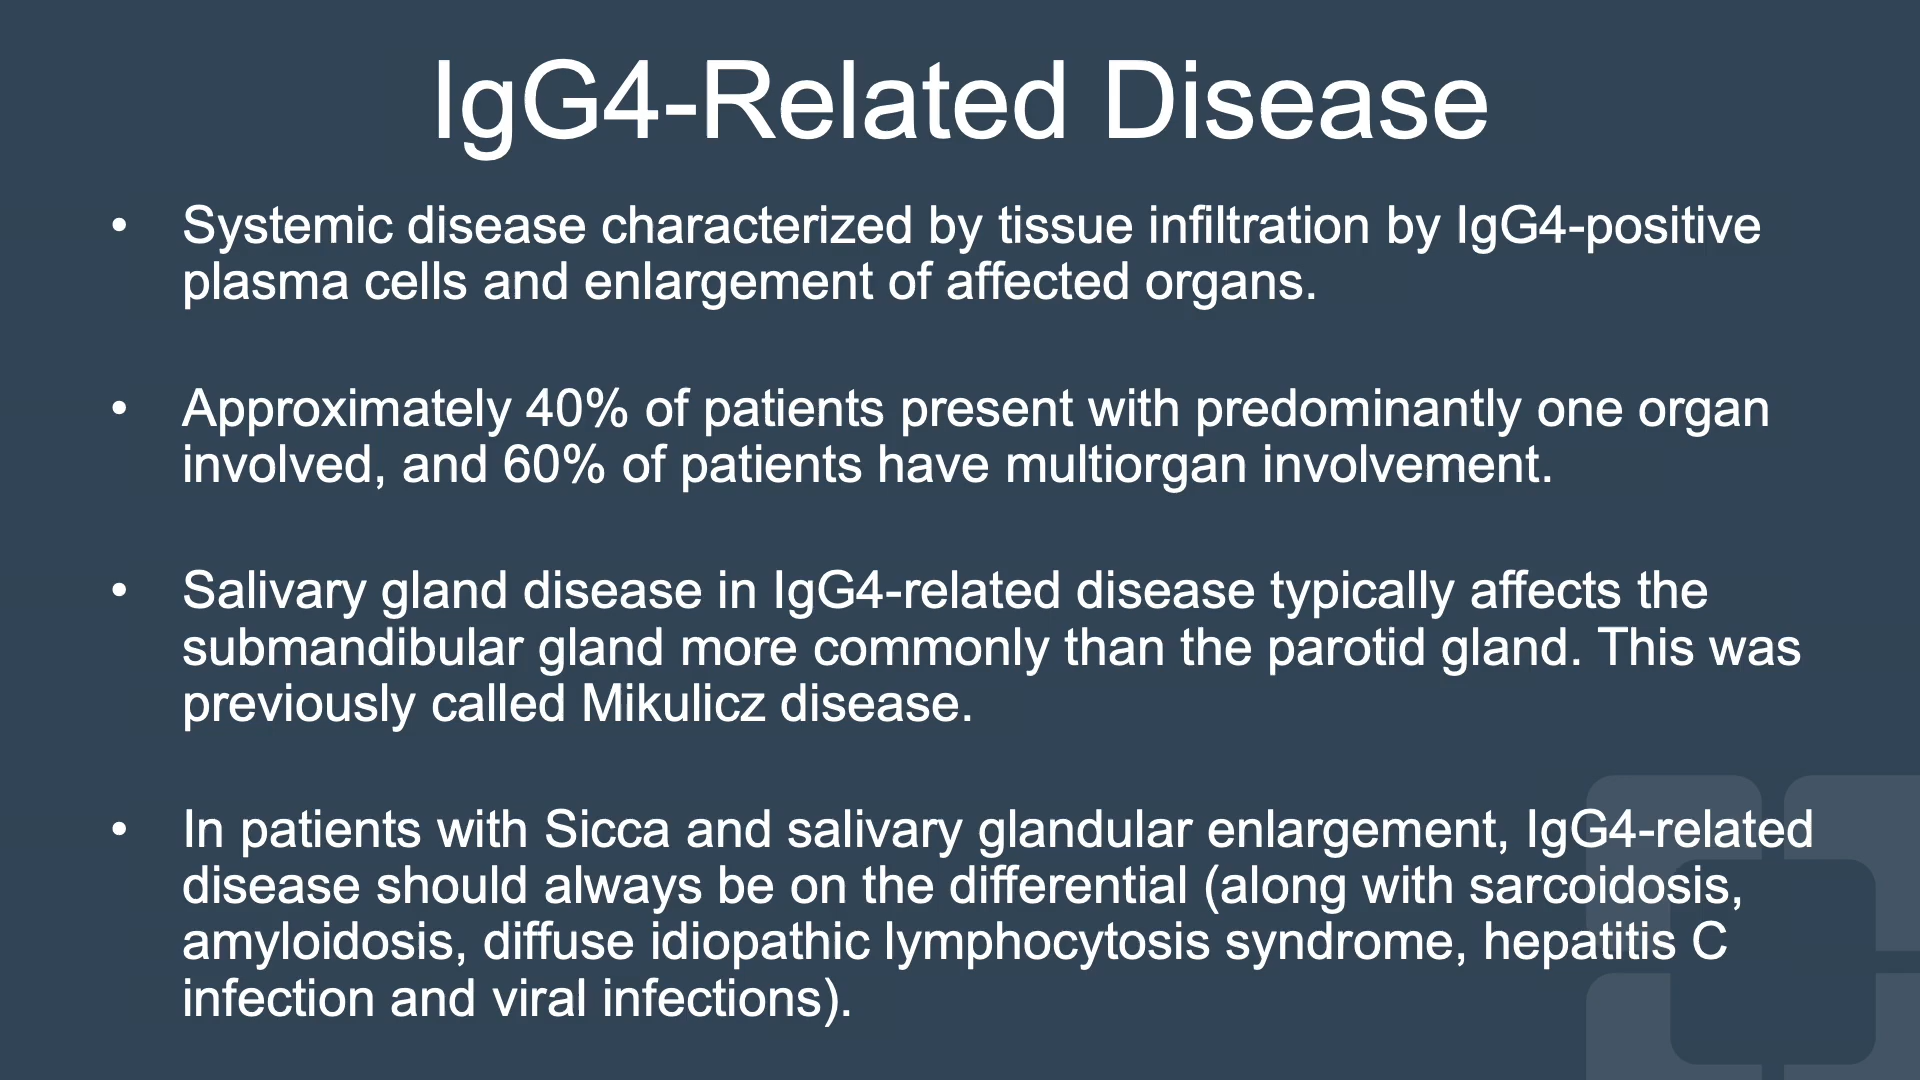 IgG4-Related Disease
• Systemic disease characterized by tissue infiltration by IgG4-positive
plasma cells and enlargement of affected organs.
• Approximately 40% of patients present with predominantly one organ
involved, and 60% of patients have multiorgan involvement.
• Salivary gland disease in IgG4-related disease typically affects the
submandibular gland more commonly than the parotid gland. This was
previously called Mikulicz disease.
• In patients with Sicca and salivary glandular enlargement, IgG4-related
disease should always be on the differential (along with sarcoidosis,
amyloidosis, diffuse idiopathic lymphocytosis syndrome, hepatitis C
infection and viral infections).